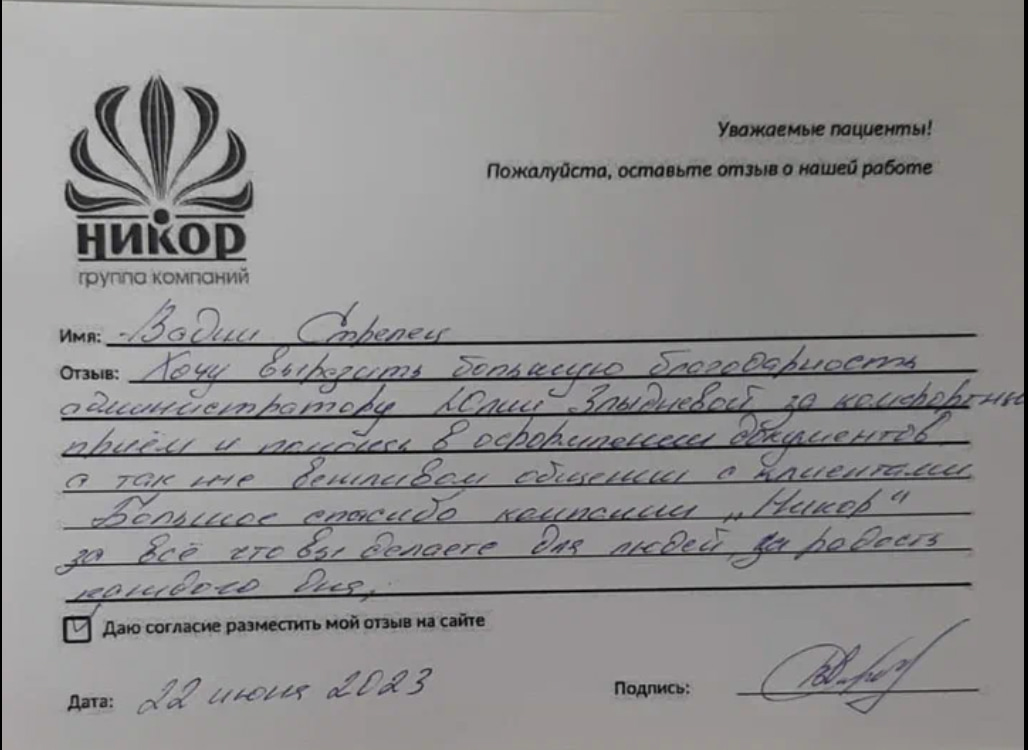 Уважаемые пациенты!
Пожалуйста, оставьте отзыв о нашей работе
НИКОР
группа компаний
Имя: Вадим Стрелец
Отзыв: Хочу выразить большую благодарность
администратору Юлии Злыдневой за комфортны
приём и помощь в оформлении документов
а так же вежливом общении с клиентами
Большое спасибо компании „Никор“
за всё что вы делаете для людей, за радость
каждого дня,
Даю согласие разместить мой отзыв на сайте
Дата: 22 июня 2023 Подпись: